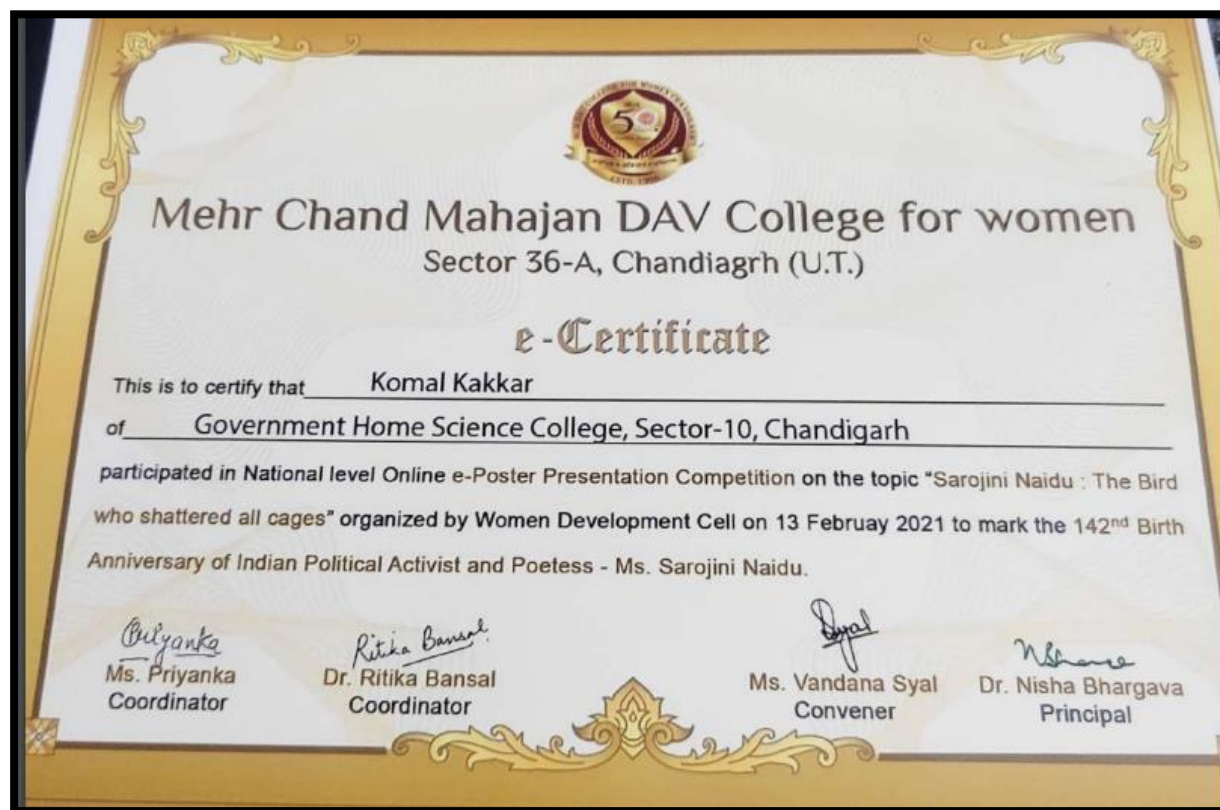 50
ESTD. 1968
Mehr Chand Mahajan DAV College for women
Sector 36-A, Chandiagrh (U.T.)
e-Certificate
This is to certify that Komal Kakkar
of Government Home Science College, Sector-10, Chandigarh
participated in National level Online e-Poster Presentation Competition on the topic "Sarojini Naidu : The Bird
who shattered all cages" organized by Women Development Cell on 13 Februay 2021 to mark the 142nd Birth
Anniversary of Indian Political Activist and Poetess - Ms. Sarojini Naidu.
Priyanka Ritika Bansal Syal
Ms. Priyanka Dr. Ritika Bansal Ms. Vandana Syal Dr. Nisha Bhargava
Coordinator Coordinator Convener Principal